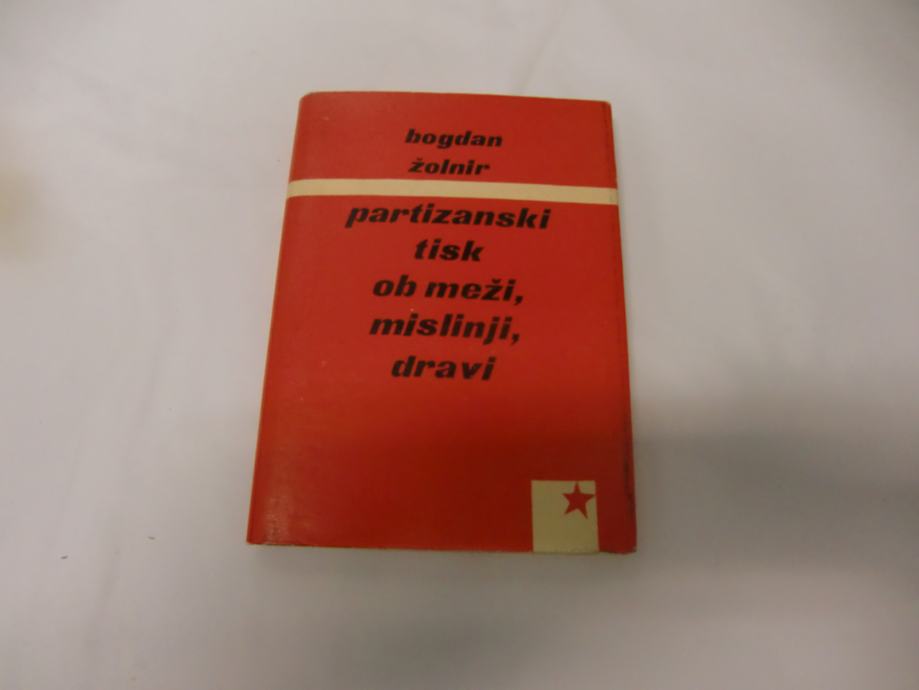 bogdan
žolnir
partizanski
tisk
ob meži,
mislinji,
dravi